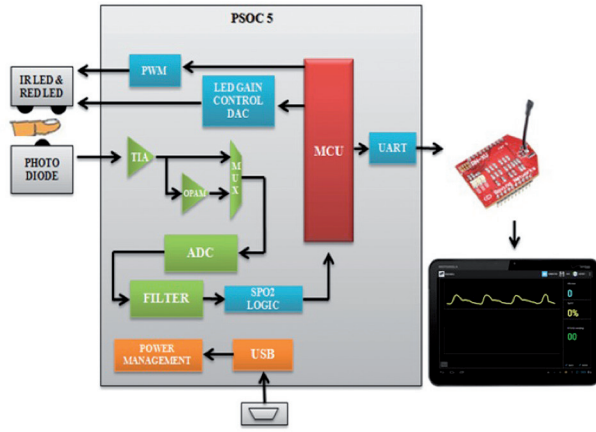 PSOC 5
IR LED &
RED LED
PWM
LED GAIN
CONTROL
DAC
MCU
UART
PHOTO
DIODE
TIA
OPAM
MUX
ADC
FILTER
SPO2
LOGIC
POWER
MANAGEMENT
USB
MOTOROLA
0
0%
00